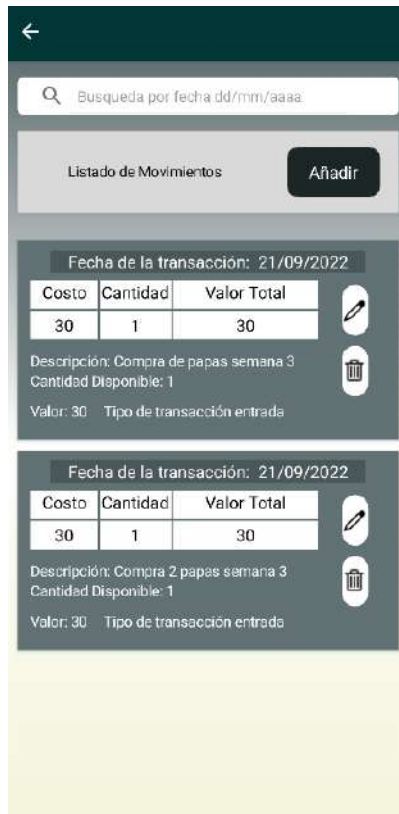 Busqueda por fecha dd/mm/aaaa
Listado de Movimientos Añadir
Fecha de la transacción: 21/09/2022
Costo Cantidad Valor Total
30 1 30
Descripción: Compra de papas semana 3
Cantidad Disponible: 1
Valor: 30 Tipo de transacción entrada
Fecha de la transacción: 21/09/2022
Costo Cantidad Valor Total
30 1 30
Descripción: Compra 2 papas semana 3
Cantidad Disponible: 1
Valor: 30 Tipo de transacción entrada